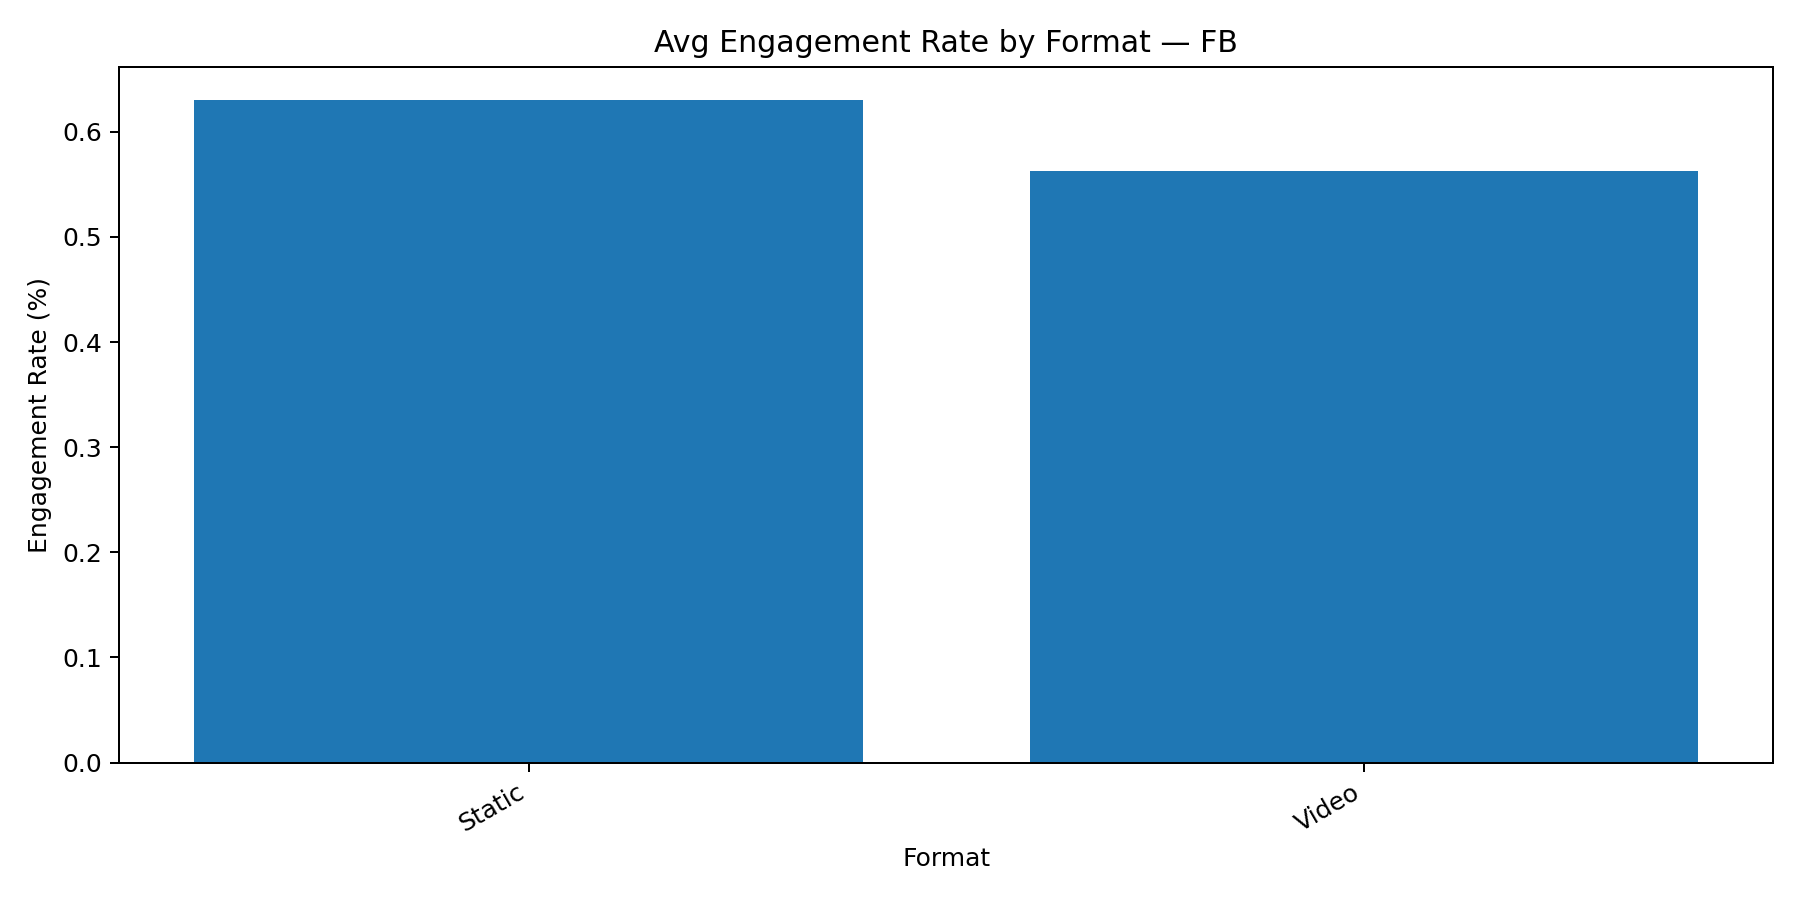 Avg Engagement Rate by Format — FB
Engagement Rate (%)
0.6
0.5
0.4
0.3
0.2
0.1
0.0
Static
Video
Format